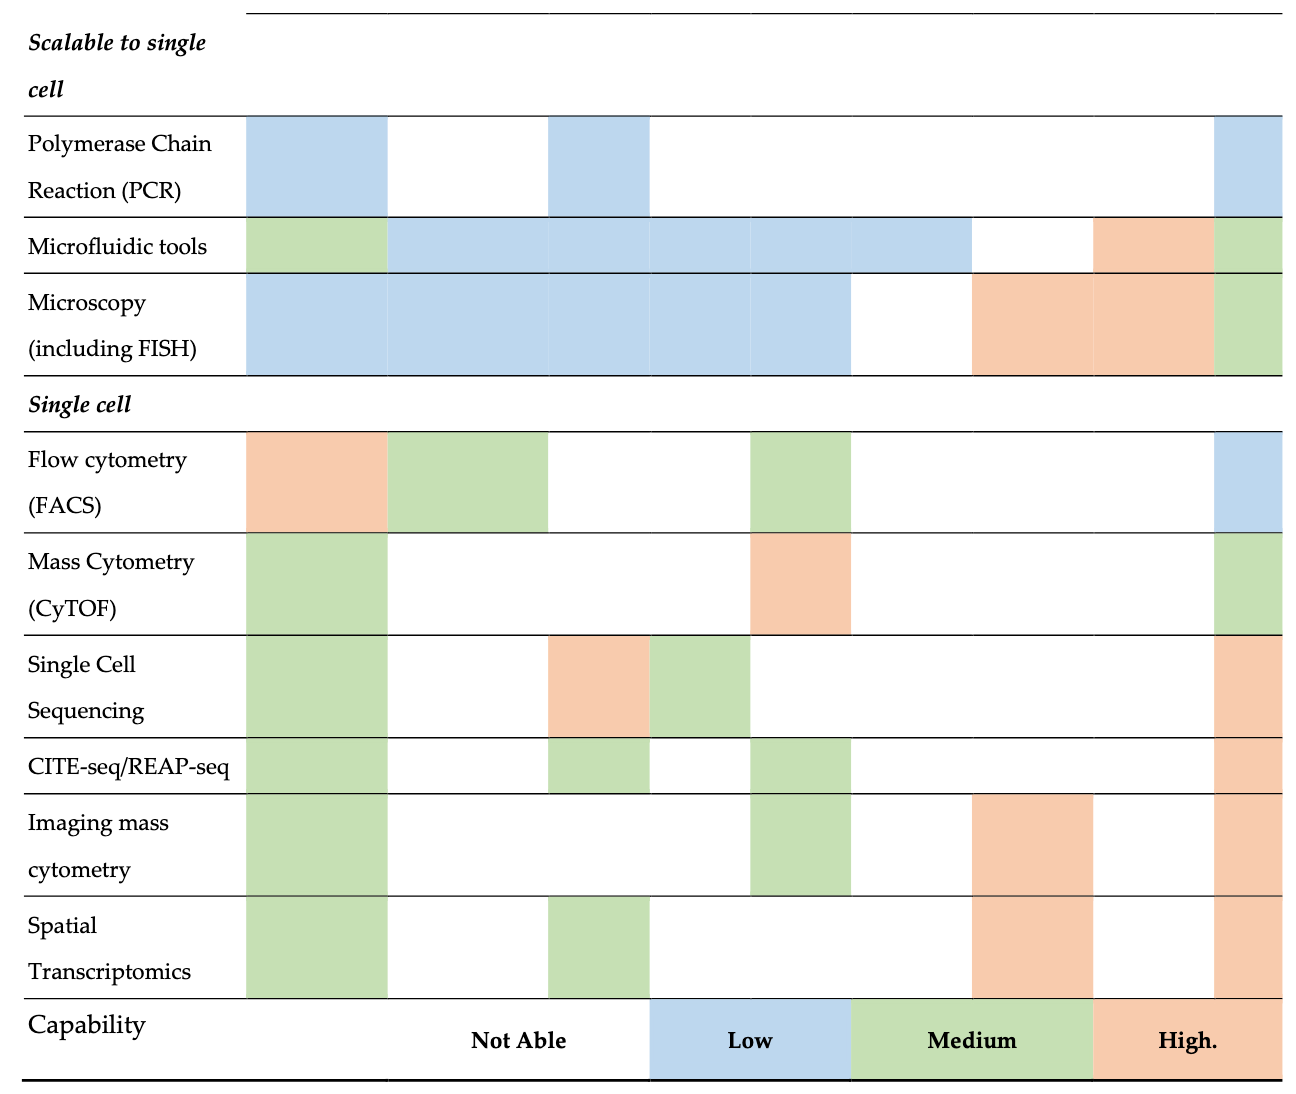 Scalable to single
cell
Polymerase Chain
Reaction (PCR)
Microfluidic tools
Microscopy
(including FISH)
Single cell
Flow cytometry
(FACS)
Mass Cytometry
(CyTOF)
Single Cell
Sequencing
CITE-seq/REAP-seq
Imaging mass
cytometry
Spatial
Transcriptomics
Capability Not Able Low Medium High.